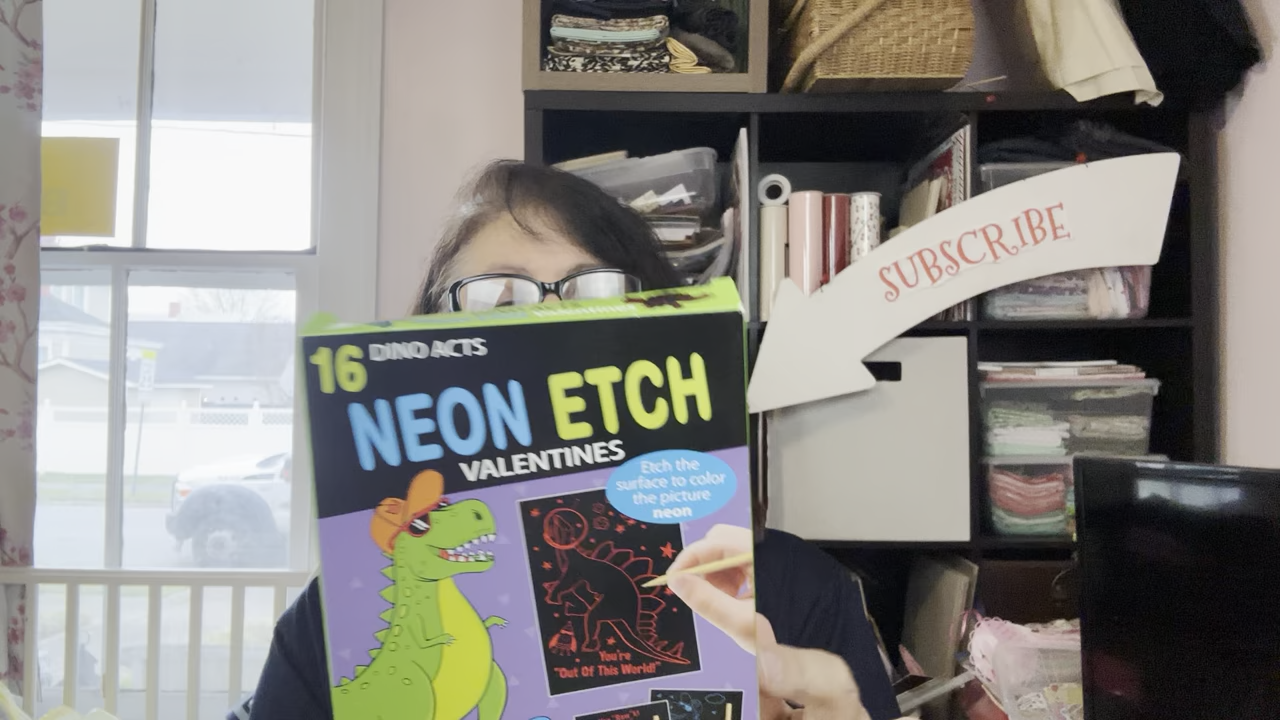 16 DINO ACTS
NEON ETCH
VALENTINES
Etch the
surface to color
the picture
neon
You're
"Out Of This World!"
SUBSCRIBE